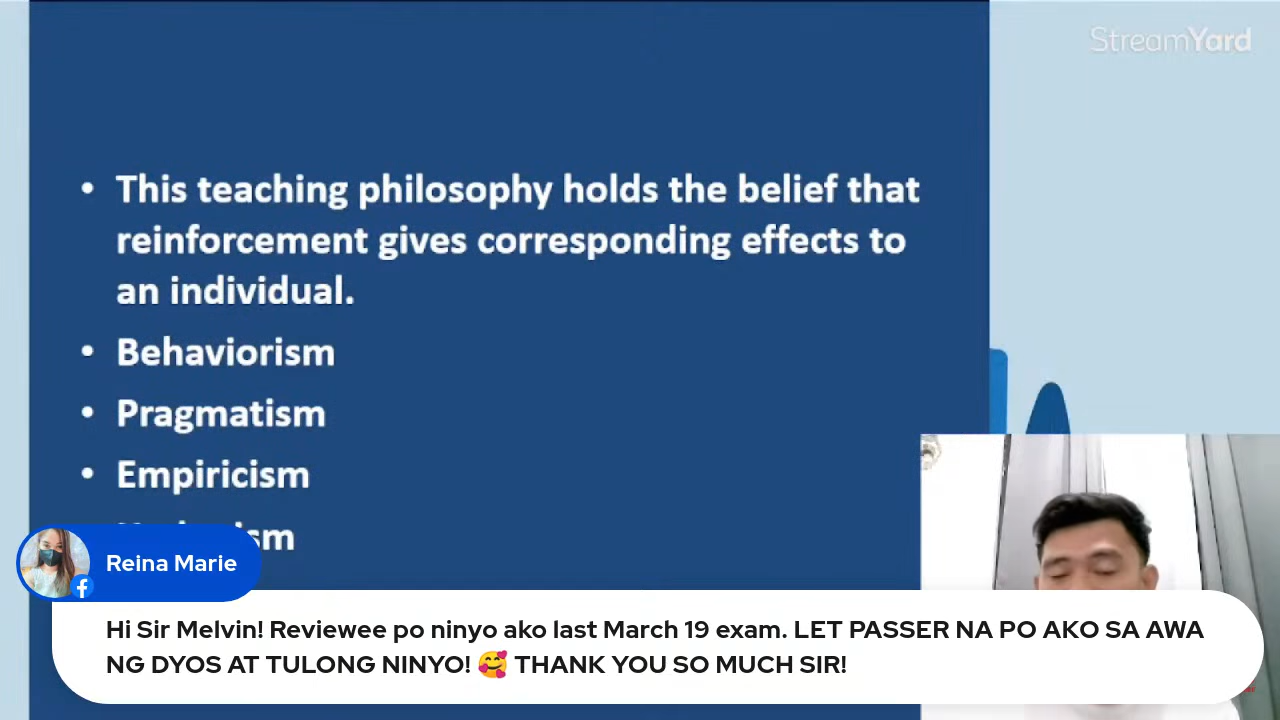 StreamYard
• This teaching philosophy holds the belief that
reinforcement gives corresponding effects to
an individual.
• Behaviorism
• Pragmatism
• Empiricism
Reina Marie
Hi Sir Melvin! Reviewee po ninyo ako last March 19 exam. LET PASSER NA PO AKO SA AWA
NG DYOS AT TULONG NINYO! 🥰 THANK YOU SO MUCH SIR!